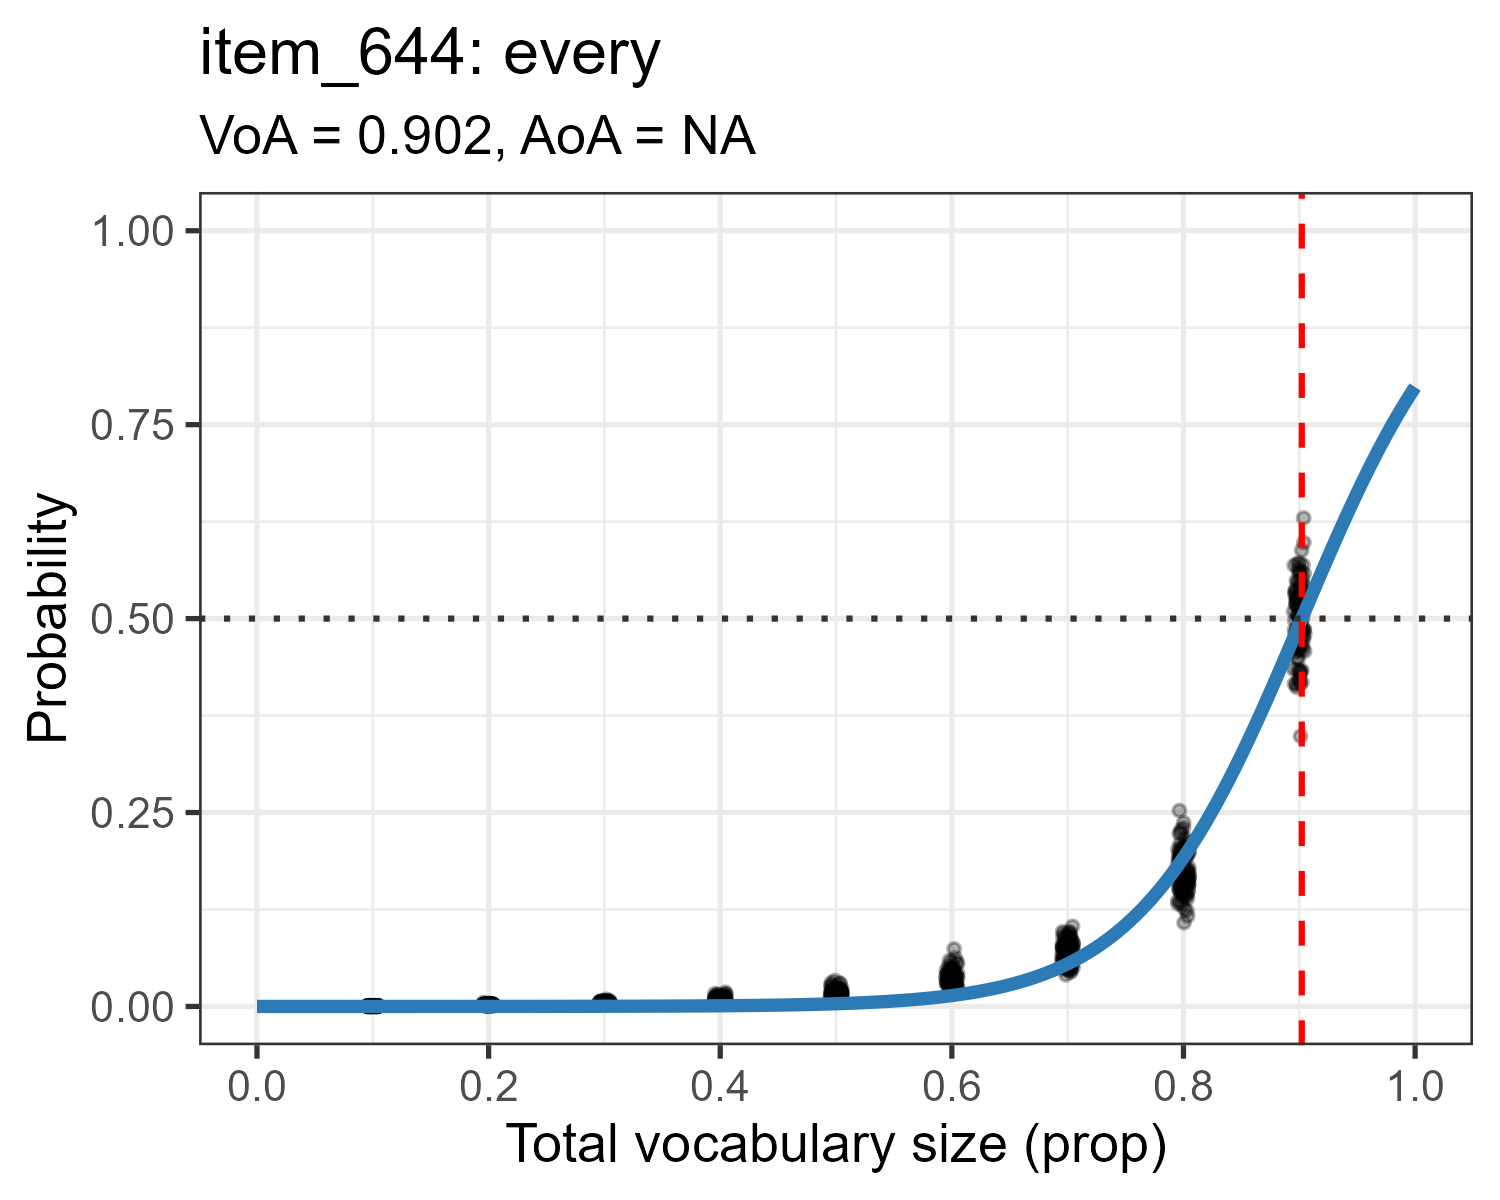 item_644: every
VoA = 0.902, AoA = NA
1.00
0.75
0.50
0.25
0.00
Probability
0.0 0.2 0.4 0.6 0.8 1.0
Total vocabulary size (prop)